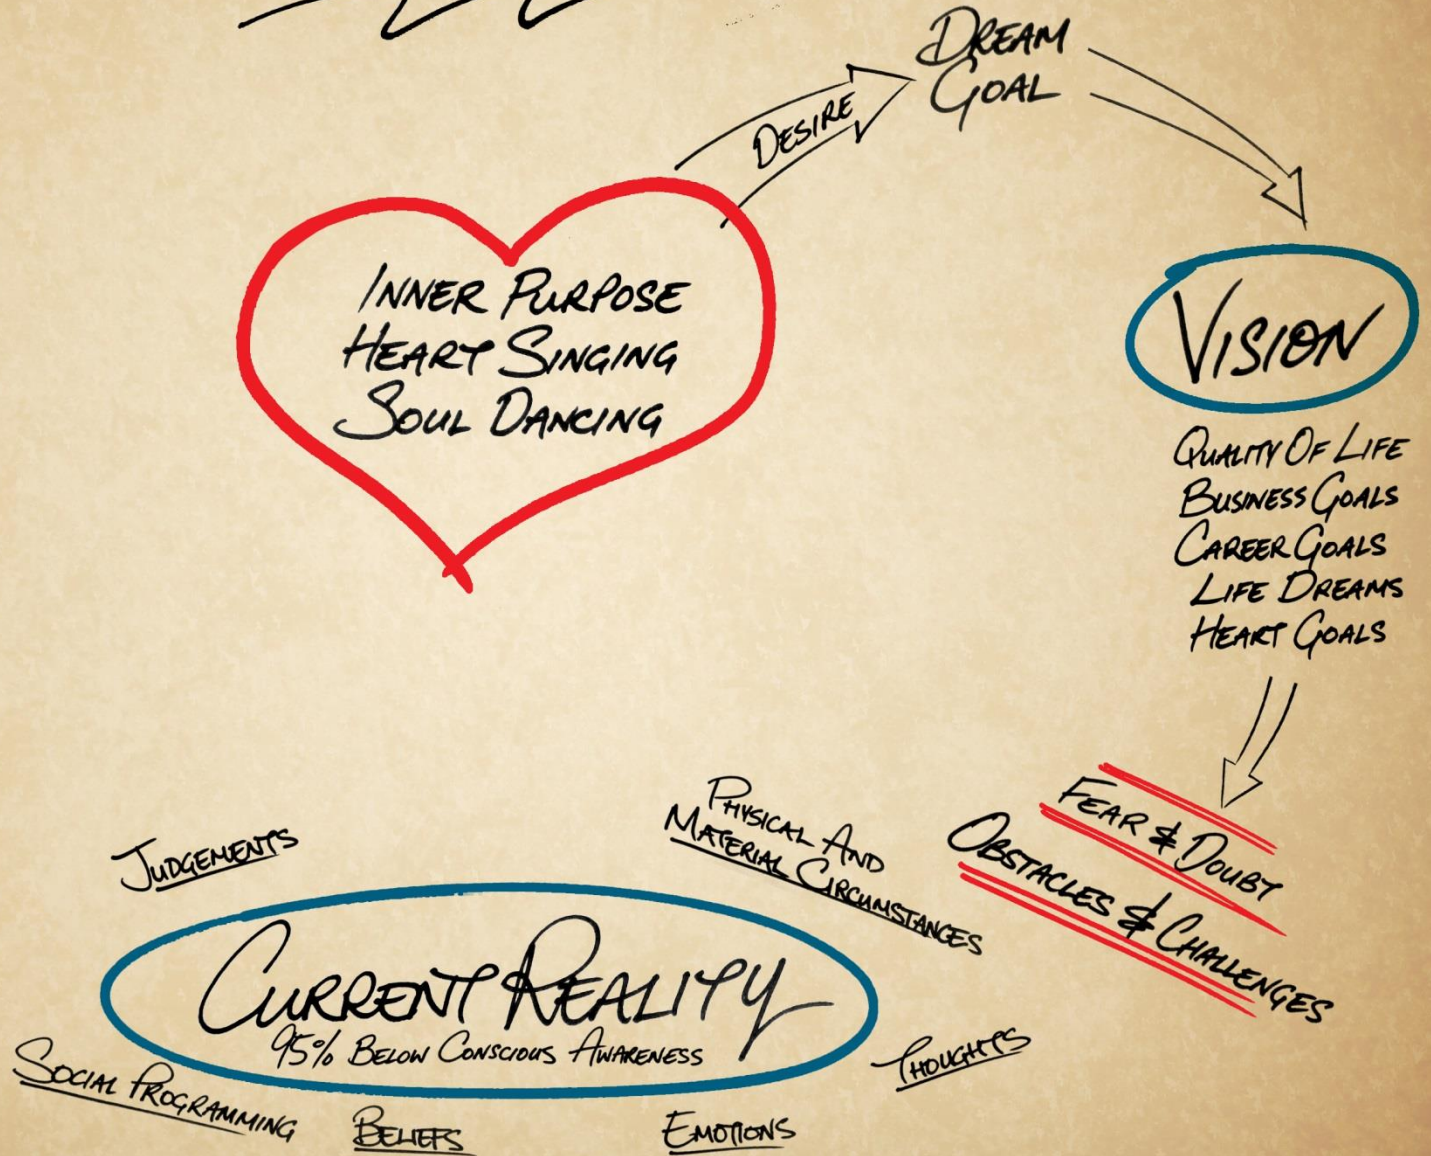 DREAM
GOAL
DESIRE
INNER PURPOSE
HEART SINGING
SOUL DANCING
VISION
QUALITY OF LIFE
BUSINESS GOALS
CAREER GOALS
LIFE DREAMS
HEART GOALS
FEAR & DOUBT
OBSTACLES & CHALLENGES
PHYSICAL AND
MATERIAL CIRCUMSTANCES
JUDGEMENTS
CURRENT REALITY
95% BELOW CONSCIOUS AWARENESS
THOUGHTS
SOCIAL PROGRAMMING
BELIEFS
EMOTIONS